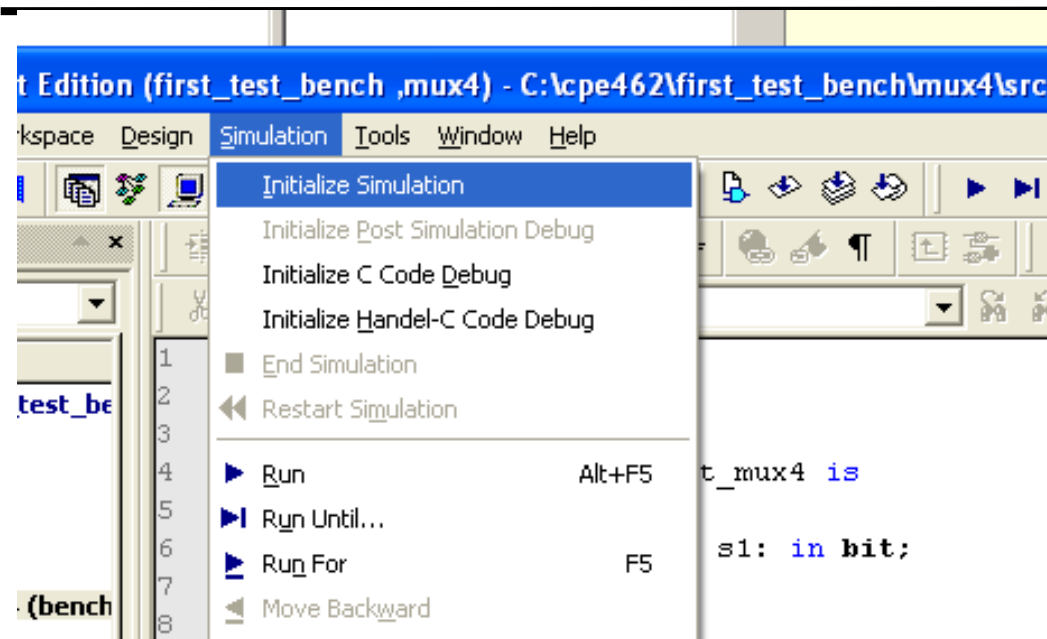 t Edition (first_test_bench ,mux4) - C:\cpe462\first_test_bench\mux4\src
rkspace Design Simulation Tools Window Help
Initialize Simulation
Initialize Post Simulation Debug
Initialize C Code Debug
Initialize Handel-C Code Debug
1
End Simulation
_test_be 2
Restart Simulation
3
4 Run Alt+F5 t_mux4 is
5 Run Until...
6 s1: in bit;
Run For F5
7
(bench Move Backward
8